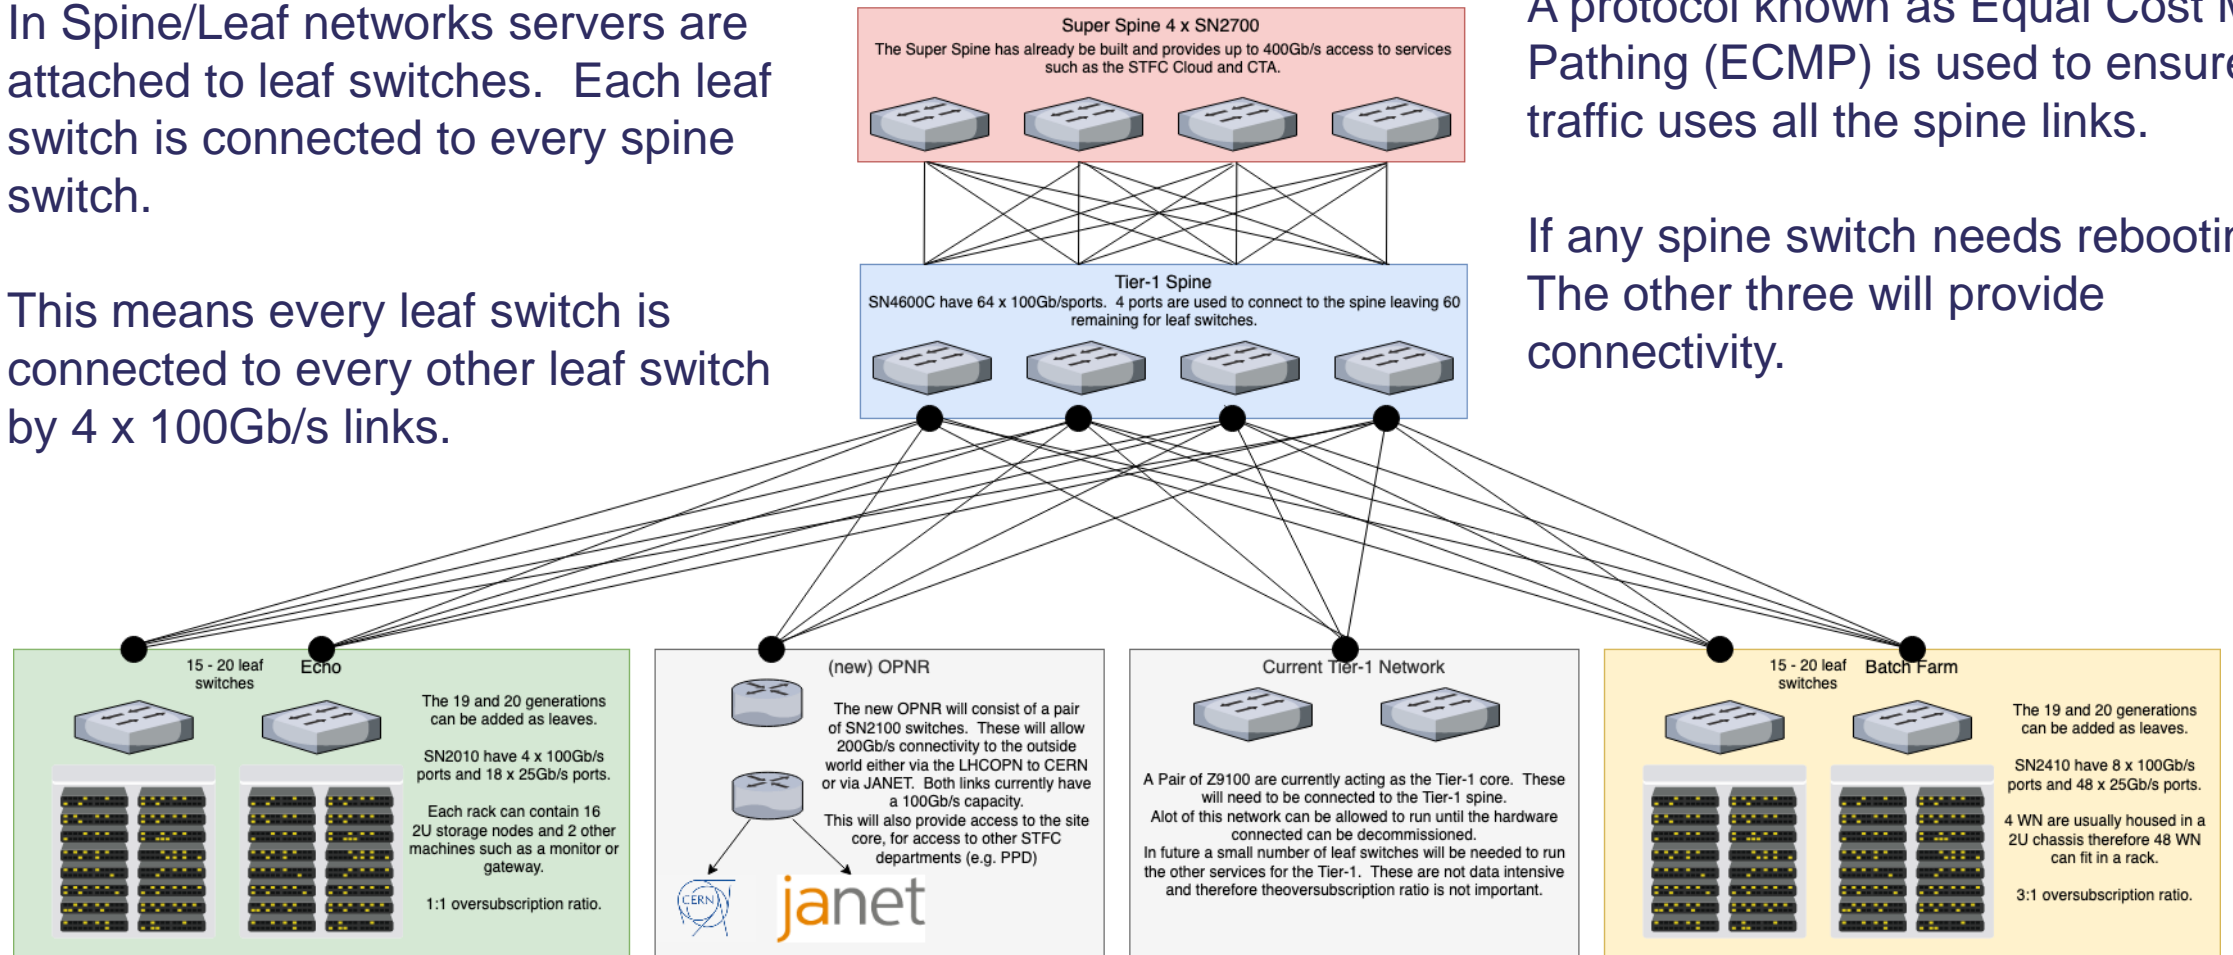 In Spine/Leaf networks servers are
attached to leaf switches. Each leaf
switch is connected to every spine
switch.
This means every leaf switch is
connected to every other leaf switch
by 4 x 100Gb/s links.
Super Spine 4 x SN2700
The Super Spine has already be built and provides up to 400Gb/s access to services
such as the STFC Cloud and CTA.
A protocol known as Equal Cost
Pathing (ECMP) is used to ensure
traffic uses all the spine links.
If any spine switch needs
The other three will provide
connectivity.
Tier-1 Spine
SN4600C have 64 x 100Gb/sports. 4 ports are used to connect to the spine leaving 60
remaining for leaf switches.
15 - 20 leaf
switches
Echo
The 19 and 20 generations
can be added as leaves.
SN2010 have 4 x 100Gb/s
ports and 18 x 25Gb/s ports.
Each rack can contain 16
2U storage nodes and 2 other
machines such as a monitor or
gateway.
1:1 oversubscription ratio.
(new) OPNR
The new OPNR will consist of a pair
of SN2100 switches. These will allow
200Gb/s connectivity to the outside
world either via the LHCOPN to CERN
or via JANET. Both links currently have
a 100Gb/s capacity.
This will also provide access to the site
core, for access to other STFC
departments (e.g. PPD)
CERN
janet
Current Tier-1 Network
A Pair of Z9100 are currently acting as the Tier-1 core. These
will need to be connected to the Tier-1 spine.
Alot of this network can be allowed to run until the hardware
connected can be decommissioned.
In future a small number of leaf switches will be needed to run
the other services for the Tier-1. These are not data intensive
and therefore theoversubscription ratio is not important.
15 - 20 leaf
switches
Batch Farm
The 19 and 20 generations
can be added as leaves.
SN2410 have 8 x 100Gb/s
ports and 48 x 25Gb/s ports.
4 WN are usually housed in a
2U chassis therefore 48 WN
can fit in a rack.
3:1 oversubscription ratio.